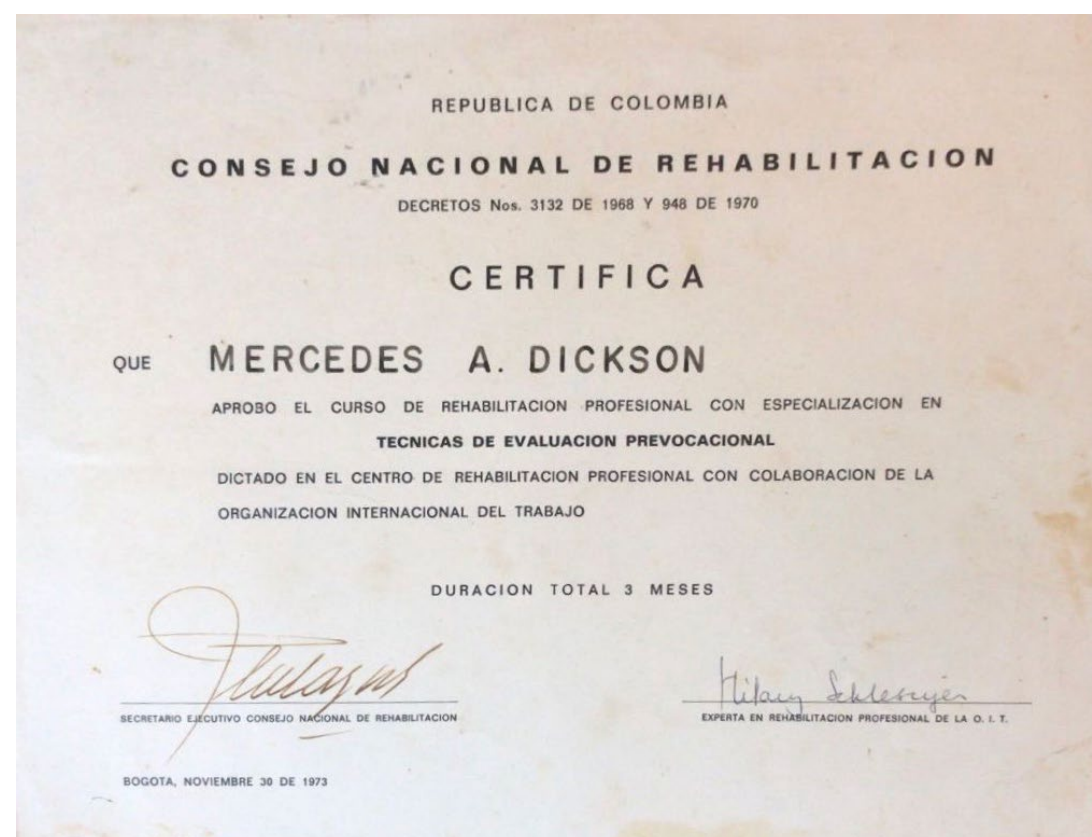 REPUBLICA DE COLOMBIA
CONSEJO NACIONAL DE REHABILITACION
DECRETOS Nos. 3132 DE 1968 Y 948 DE 1970
CERTIFICA
QUE MERCEDES A. DICKSON
APROBO EL CURSO DE REHABILITACION PROFESIONAL CON ESPECIALIZACION EN
TECNICAS DE EVALUACION PREVOCACIONAL
DICTADO EN EL CENTRO DE REHABILITACION PROFESIONAL CON COLABORACION DE LA
ORGANIZACION INTERNACIONAL DEL TRABAJO
DURACION TOTAL 3 MESES
Hilary
SECRETARIO EJECUTIVO CONSEJO NACIONAL DE REHABILITACION
EXPERTA EN REHABILITACION PROFESIONAL DE LA O. I. T.
BOGOTA, NOVIEMBRE 30 DE 1973